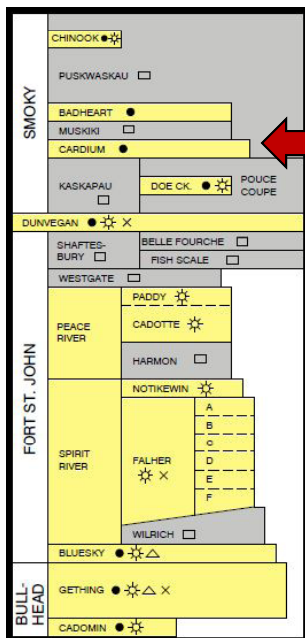 SMOKY
CHINOOK
PUSKWASKAU
BADHEART
MUSKIKI
CARDIUM
KASKAPAU
DOE CK.
POUCE
COUPE
DUNVEGAN
FORT ST. JOHN
SHAFTES-
BURY
BELLE FOURCHE
FISH SCALE
WESTGATE
PEACE
RIVER
PADDY
CADOTTE
HARMON
SPIRIT
RIVER
NOTIKEWIN
FALHER
A
B
C
D
E
F
WILRICH
BLUESKY
BULL-
HEAD
GETHING
CADOMIN